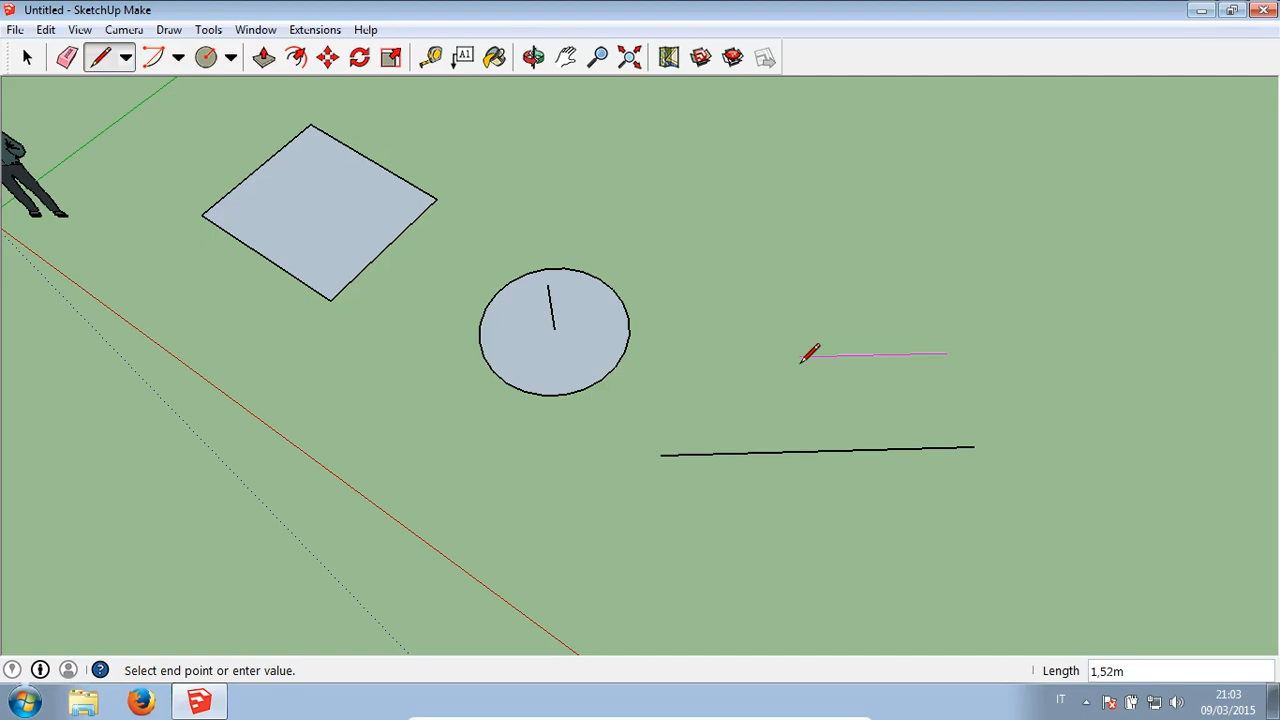 Untitled - SketchUp Make
File Edit View Camera Draw Tools Window Extensions Help
A1
Select end point or enter value. Length 1,52m
IT 21:03
09/03/2015